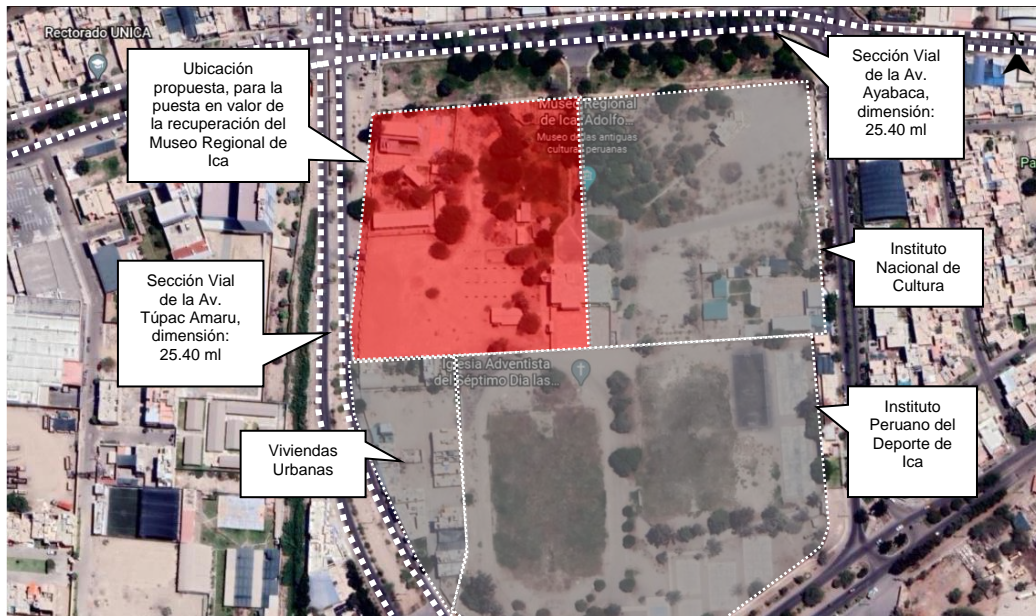 Rectorado UNICA
Ubicación
propuesta, para la
puesta en valor de
la recuperación del
Museo Regional de
Ica
Sección Vial
de la Av.
Ayabaca,
dimensión:
25.40 ml
Museo Regional
de Ica "Adolfo...
Museo de las antiguas
culturas peruanas
Pa
Instituto
Nacional de
Cultura
Sección Vial
de la Av.
Túpac Amaru,
dimensión:
25.40 ml
Iglesia Adventista
del Séptimo Día las...
Instituto
Peruano del
Deporte de
Ica
Viviendas
Urbanas